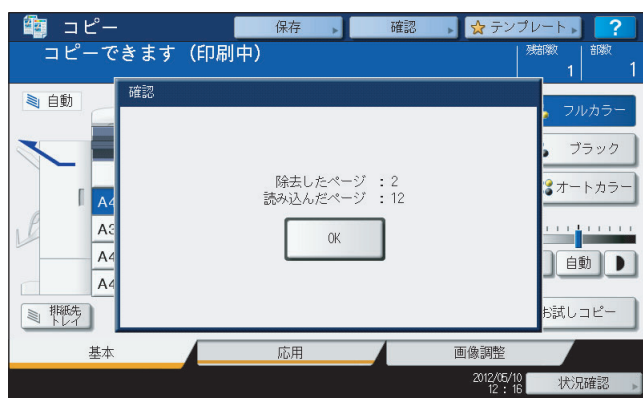 コピー
保存
確認
テンプレート
?
コピーできます (印刷中)
残部数
1
部数
1
自動
確認
除去したページ : 2
読み込んだページ : 12
OK
フルカラー
ブラック
オートカラー
自動
A4
A3
A4
A4
排紙先
トレイ
お試しコピー
基本
応用
画像調整
2012/05/10
12 : 16
状況確認